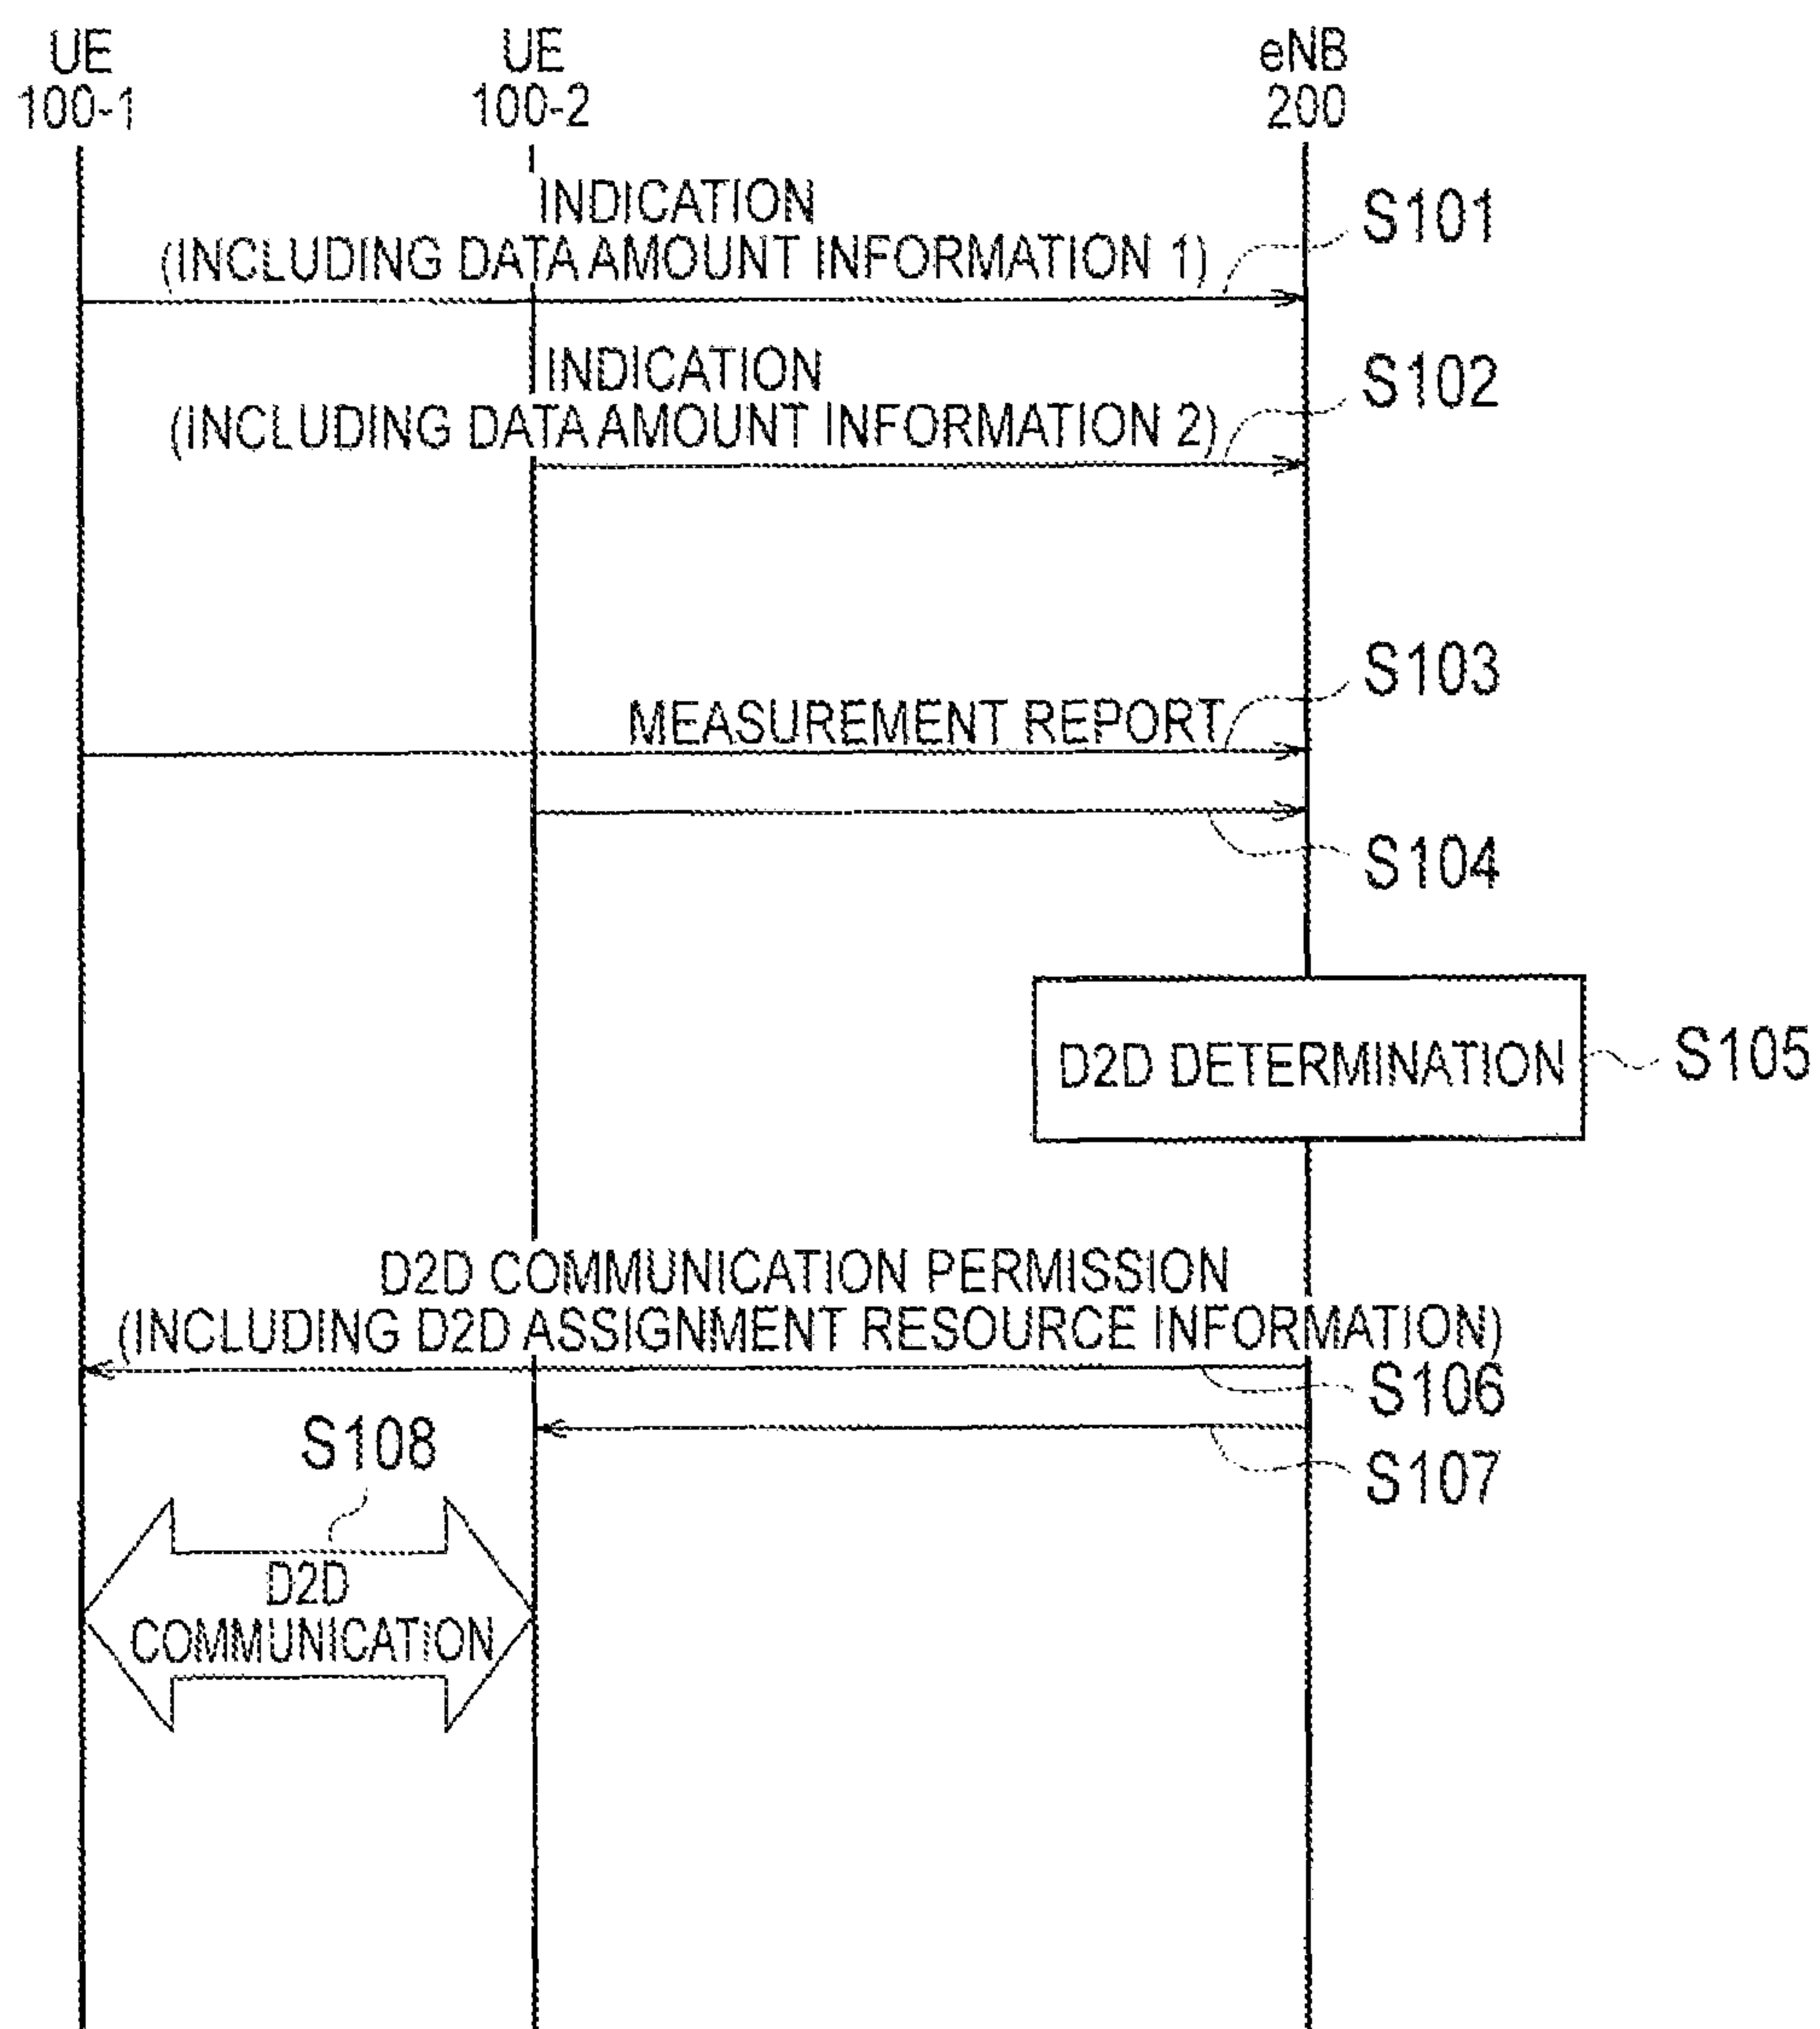 UE
100-1
UE
100-2
eNB
200
INDICATION
(INCLUDING DATA AMOUNT INFORMATION 1)
S101
INDICATION
(INCLUDING DATA AMOUNT INFORMATION 2)
S102
MEASUREMENT REPORT
S103
S104
D2D DETERMINATION
S105
D2D COMMUNICATION PERMISSION
(INCLUDING D2D ASSIGNMENT RESOURCE INFORMATION)
S106
S107
S108
D2D
COMMUNICATION